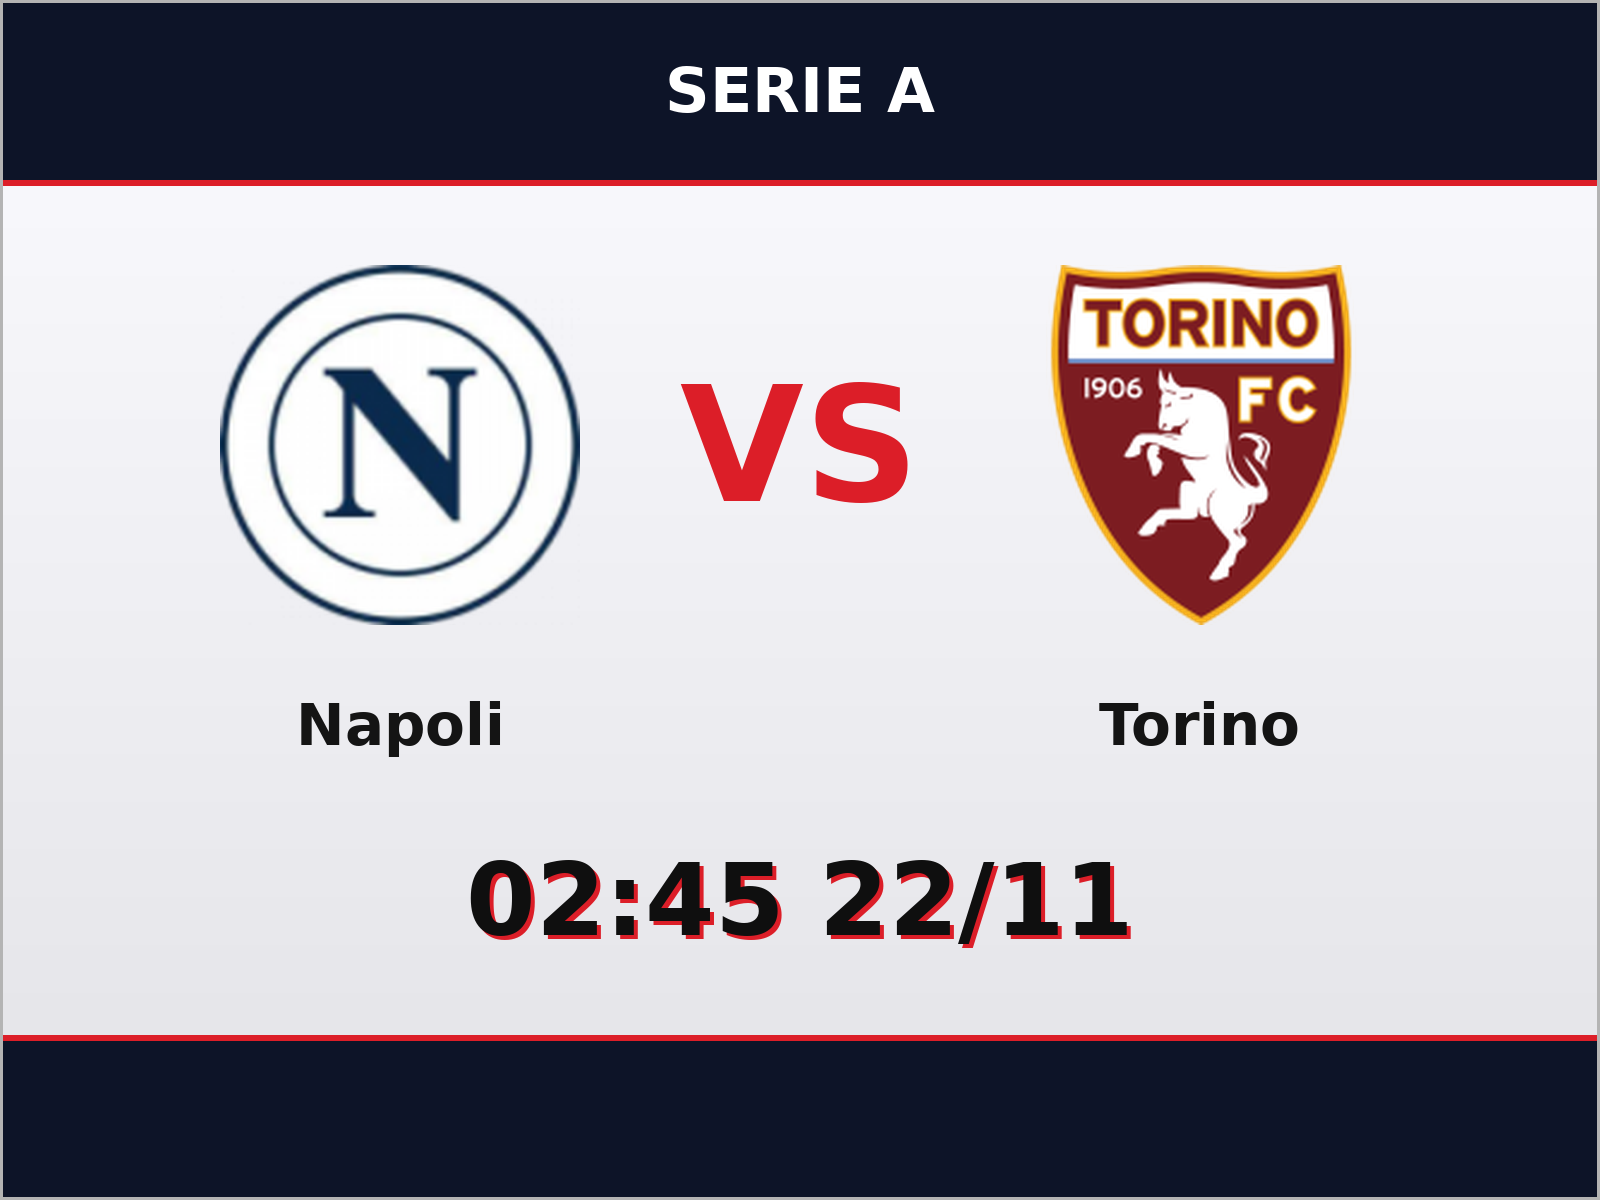 SERIE A
N
VS
TORINO
1906 FC
Napoli
Torino
02:45 22/11